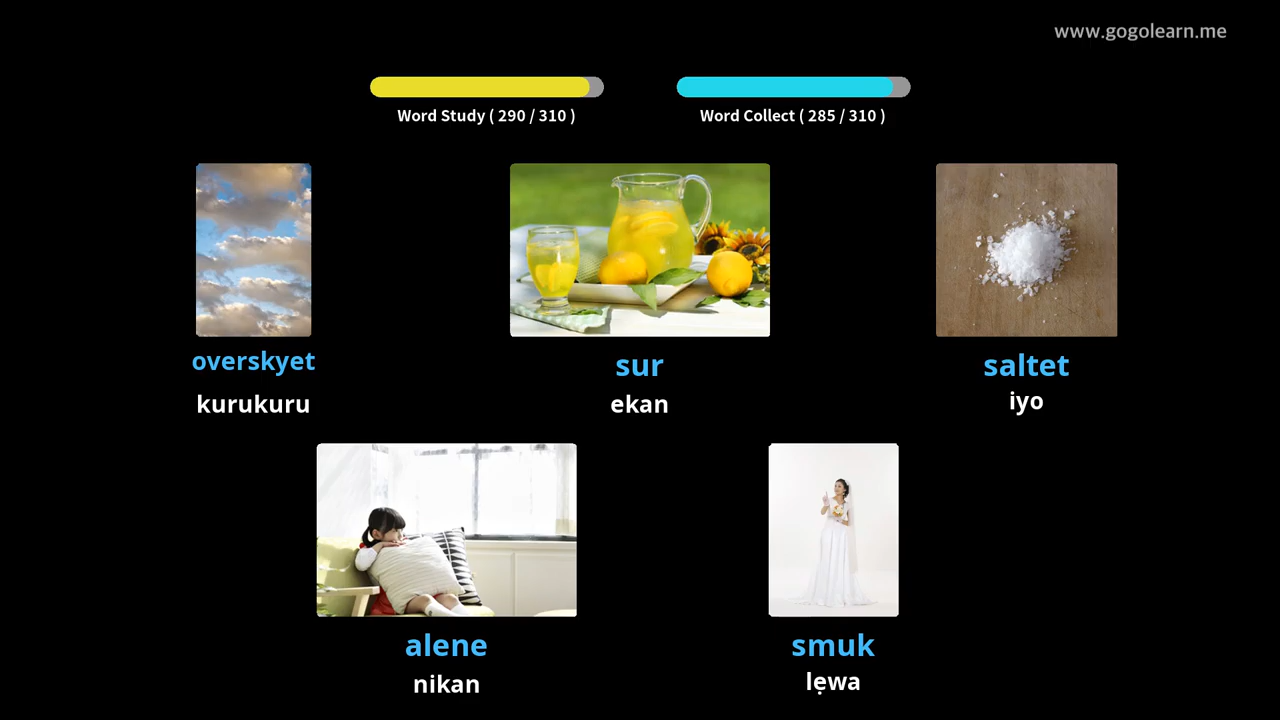 www.gogolearn.me
Word Study ( 290 / 310 )
Word Collect ( 285 / 310 )
overskyet
kurukuru
sur
ekan
saltet
iyo
alene
nikan
smuk
lẹwa